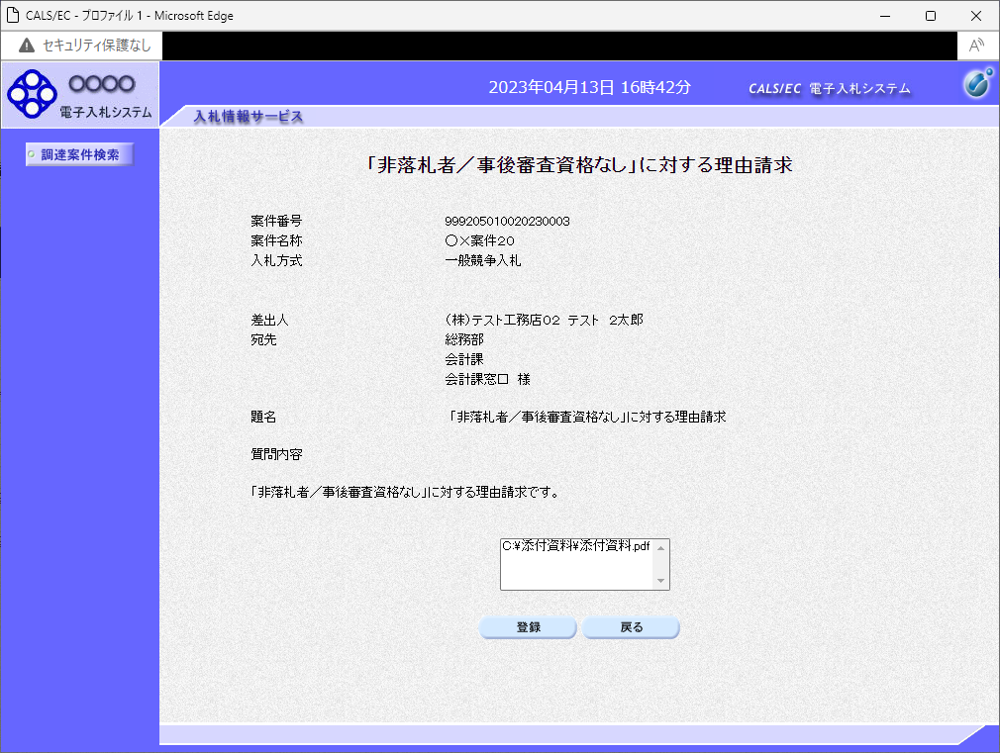 CALS/EC - プロファイル 1 - Microsoft Edge
セキュリティ保護なし
〇〇〇〇
電子入札システム
2023年04月13日 16時42分
CALS/EC 電子入札システム
入札情報サービス
調達案件検索
「非落札者／事後審査資格なし」に対する理由請求
案件番号 999205010020230003
案件名称 〇×案件２０
入札方式 一般競争入札
差出人 （株）テスト工務店０２ テスト ２太郎
宛先 総務部
会計課
会計課窓口 様
題名 「非落札者／事後審査資格なし」に対する理由請求
質問内容
「非落札者／事後審査資格なし」に対する理由請求です。
C:¥添付資料¥添付資料.pdf
登録 戻る